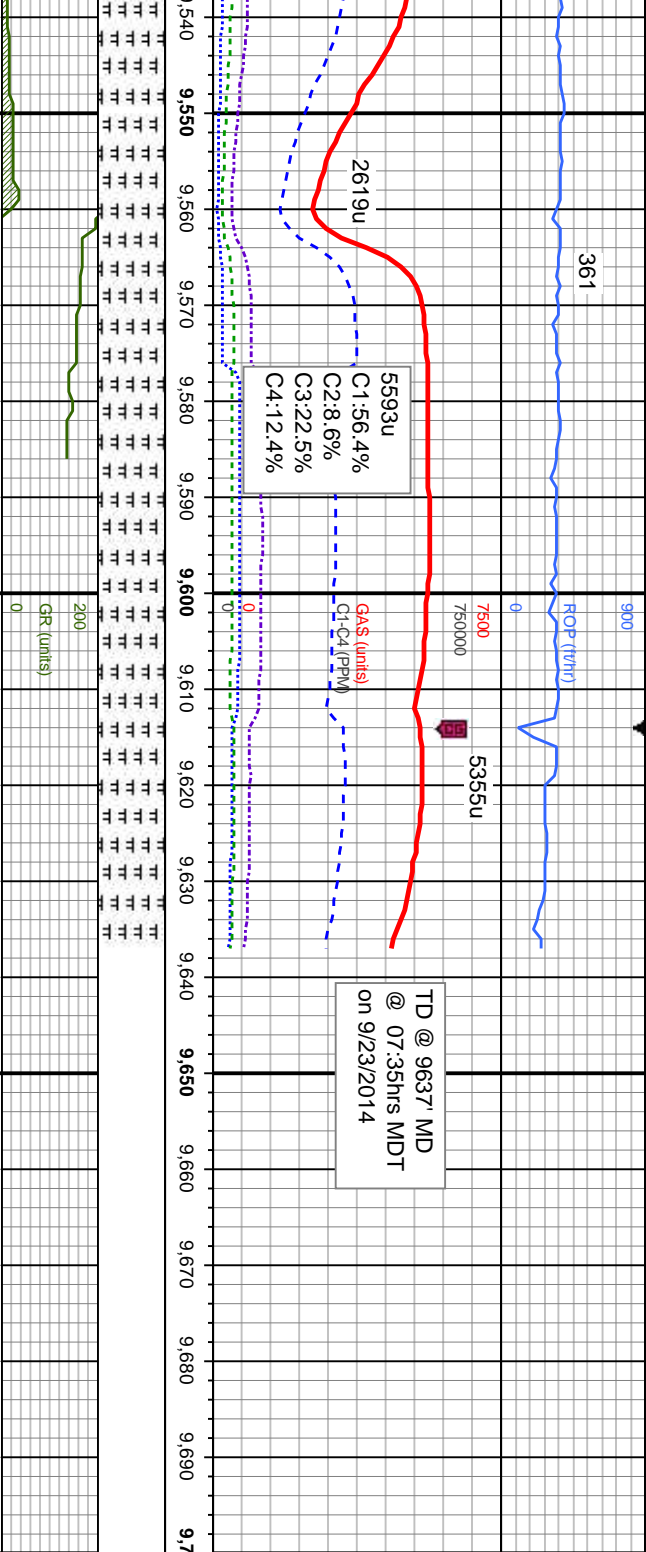 900
ROP (ft/hr)
0
361
7500
750000
GAS (units)
C1-C4 (PPM)
0
0
2619u
5593u
C1:56.4%
C2:8.6%
C3:22.5%
C4:12.4%
CG
5355u
TD @ 9637' MD
@ 07:35hrs MDT
on 9/23/2014
9,550
9,560
9,570
9,580
9,590
9,600
9,610
9,620
9,630
9,640
9,650
9,660
9,670
9,680
9,690
200
GR (units)
0